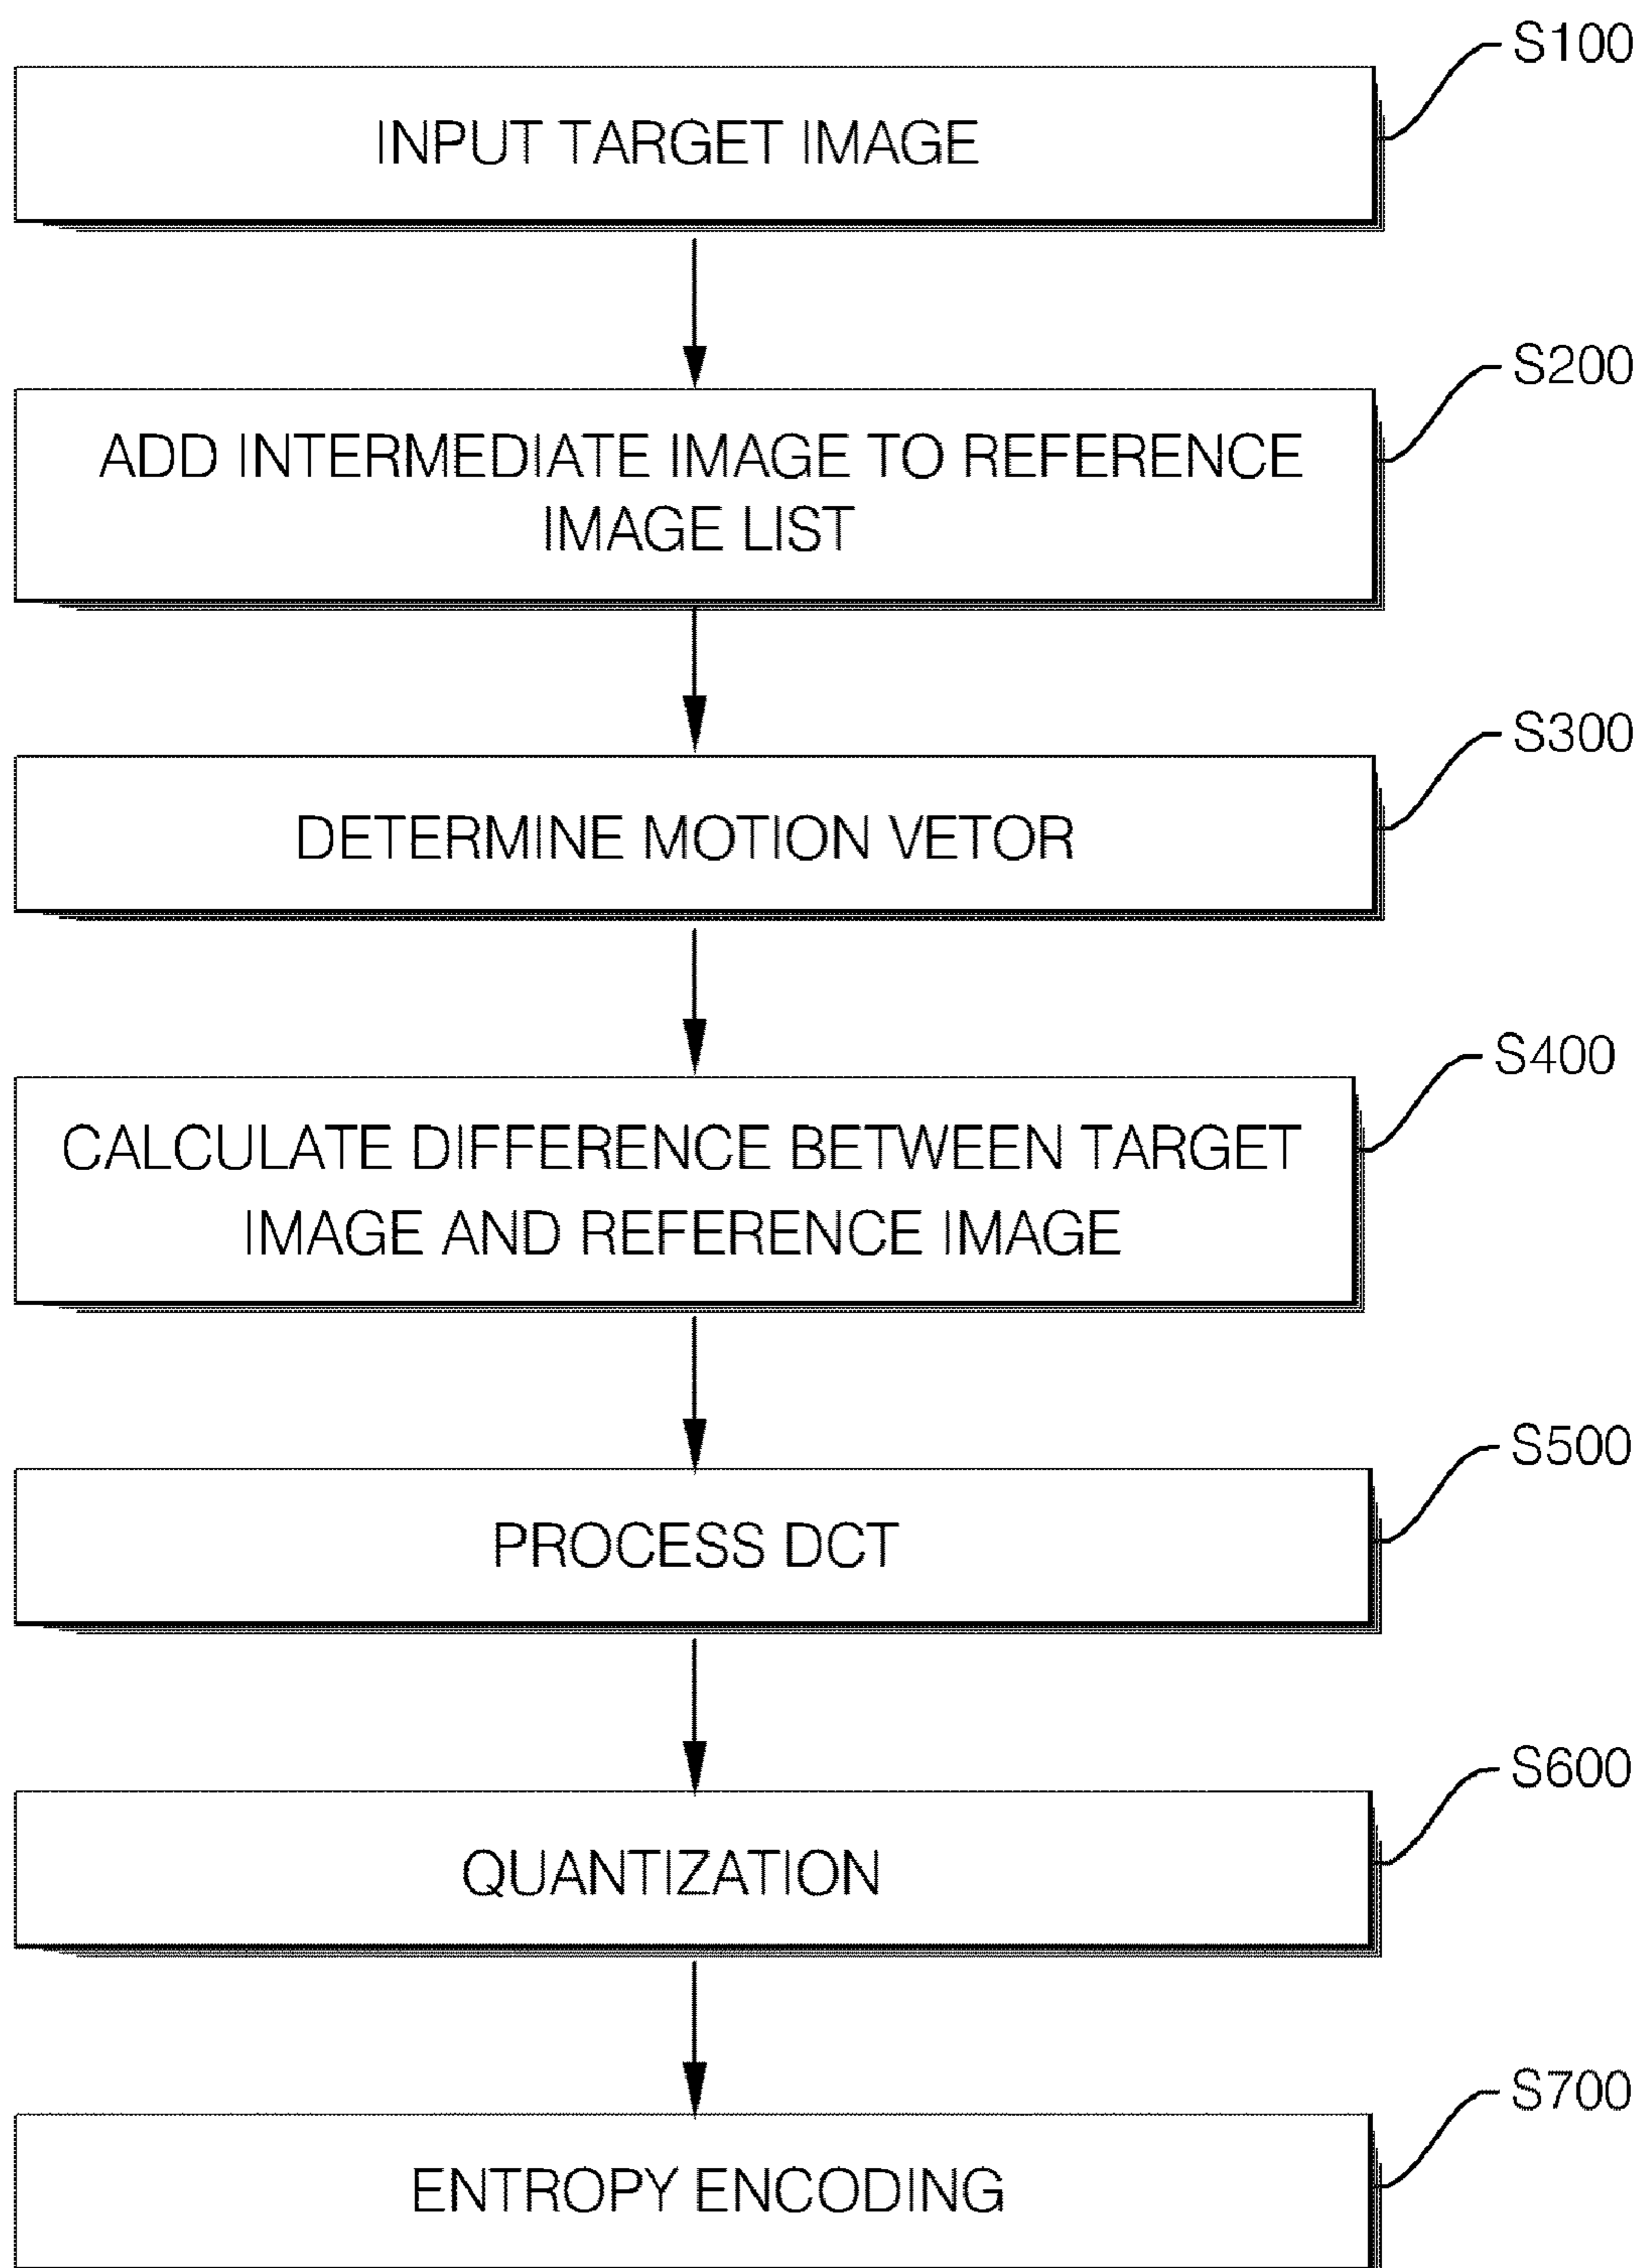 S100
INPUT TARGET IMAGE
S200
ADD INTERMEDIATE IMAGE TO REFERENCE
IMAGE LIST
S300
DETERMINE MOTION VETOR
S400
CALCULATE DIFFERENCE BETWEEN TARGET
IMAGE AND REFERENCE IMAGE
S500
PROCESS DCT
S600
QUANTIZATION
S700
ENTROPY ENCODING